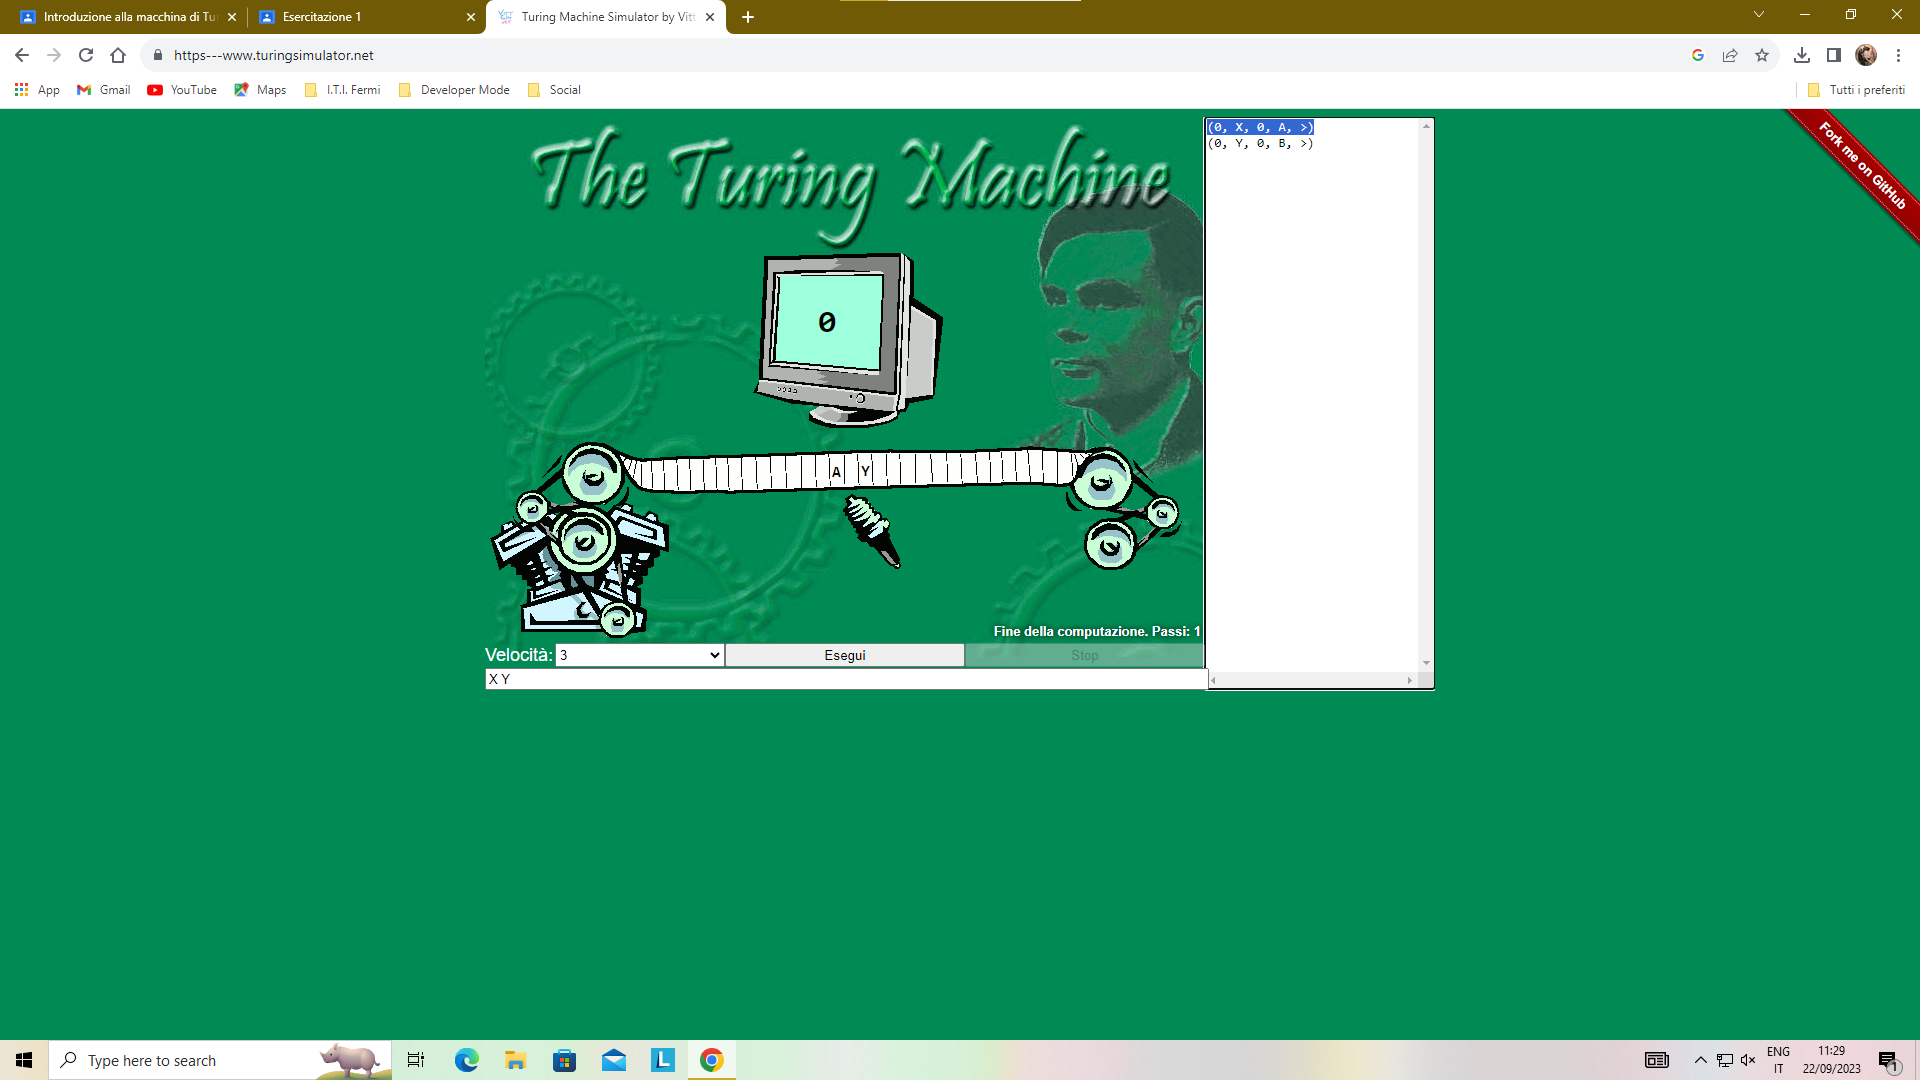 Introduzione alla macchina di Tu
Esercitazione 1
Turing Machine Simulator by Vitt
https---www.turingsimulator.net
App
Gmail
YouTube
Maps
I.T.I. Fermi
Developer Mode
Social
Tutti i preferiti
The Turing Machine
(0, X, 0, A, >)
(0, Y, 0, B, >)
Fork me on GitHub
0
A Y
Fine della computazione. Passi: 1
Velocità: 3
Esegui
Stop
X Y
Type here to search
L
ENG
IT
11:29
22/09/2023
1